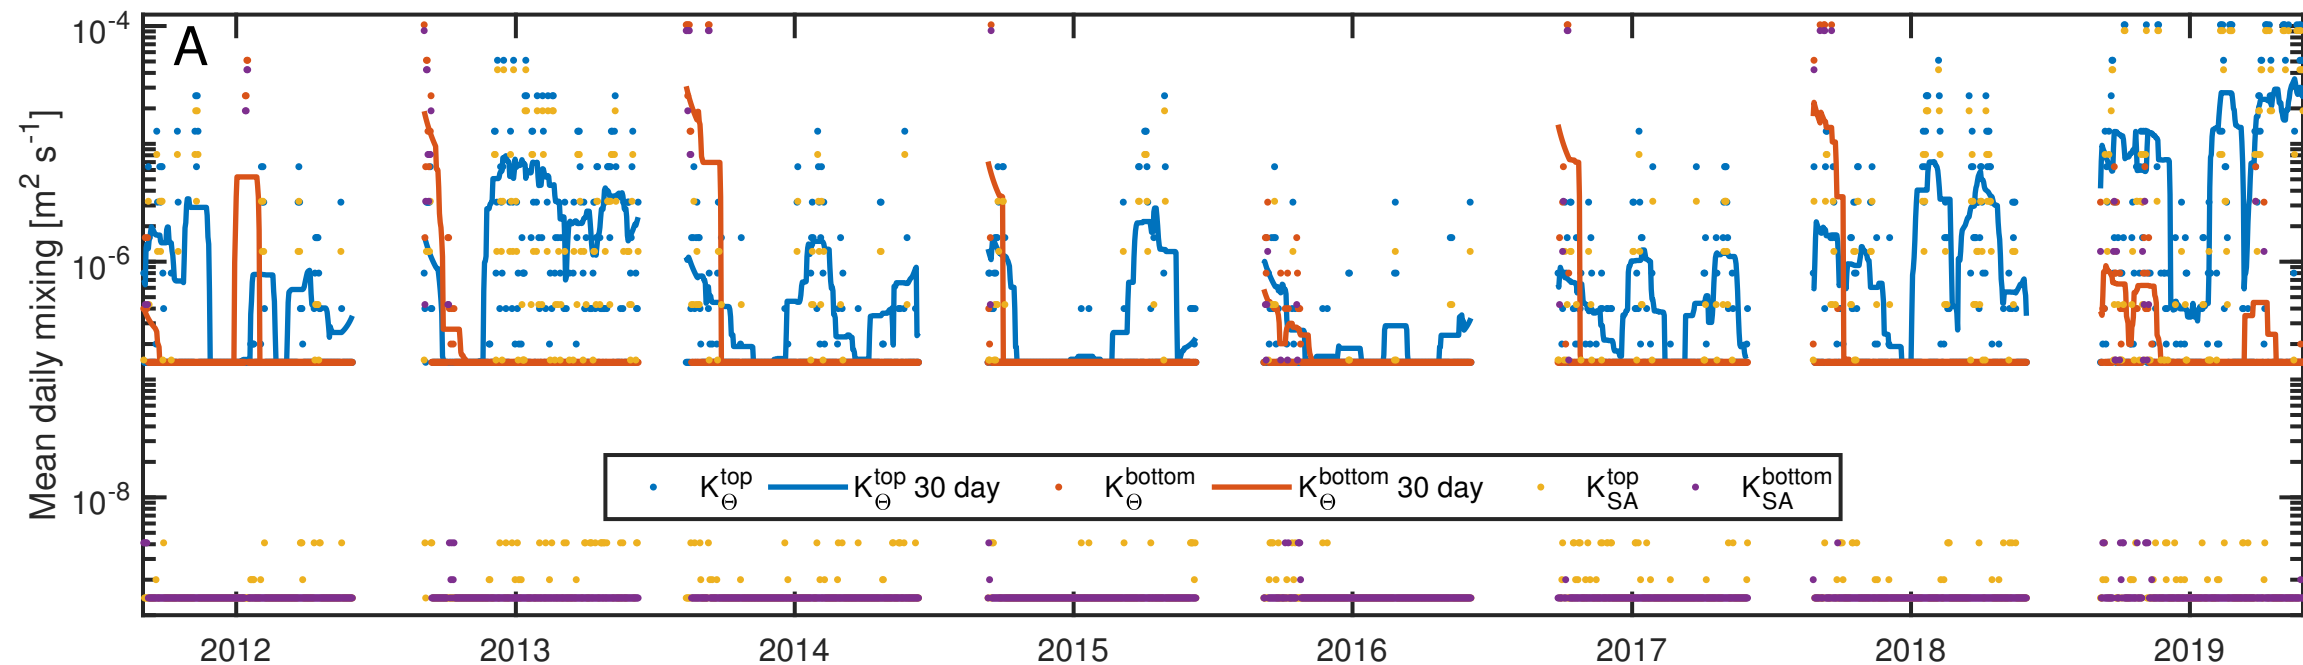 A
10⁻⁴
10⁻⁶
10⁻⁸
Mean daily mixing [m² s⁻¹]
K_Θ^top K_Θ^top 30 day K_Θ^bottom K_Θ^bottom 30 day K_SA^top K_SA^bottom
2012 2013 2014 2015 2016 2017 2018 2019